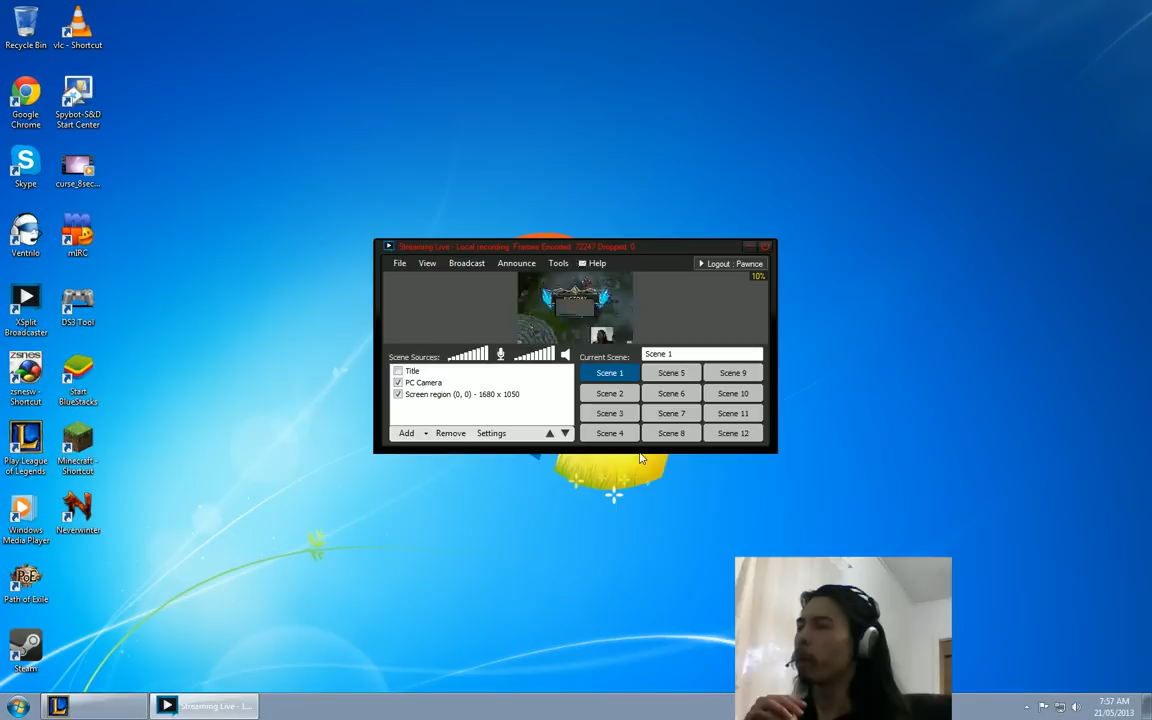 Recycle Bin
vlc - Shortcut
Google
Chrome
Spybot-S&D
Start Center
Skype
curse_8sec...
Ventrilo
mIRC
XSplit
Broadcaster
DS3 Tool
zsnesw -
Shortcut
Start
BlueStacks
Play League
of Legends
Minecraft -
Shortcut
Windows
Media Player
Neverwinter
Path of Exile
Steam
Streaming Live - Local recording Frames Encoded 72247 Dropped 0
File View Broadcast Announce Tools Help Logout : Pawnce
10%
VICTORY
Scene Sources: Current Scene: Scene 1
Title
PC Camera
Screen region (0, 0) - 1680 x 1050
Add Remove Settings
Scene 1 Scene 5 Scene 9
Scene 2 Scene 6 Scene 10
Scene 3 Scene 7 Scene 11
Scene 4 Scene 8 Scene 12
Streaming Live - L...
7:57 AM
21/05/2013